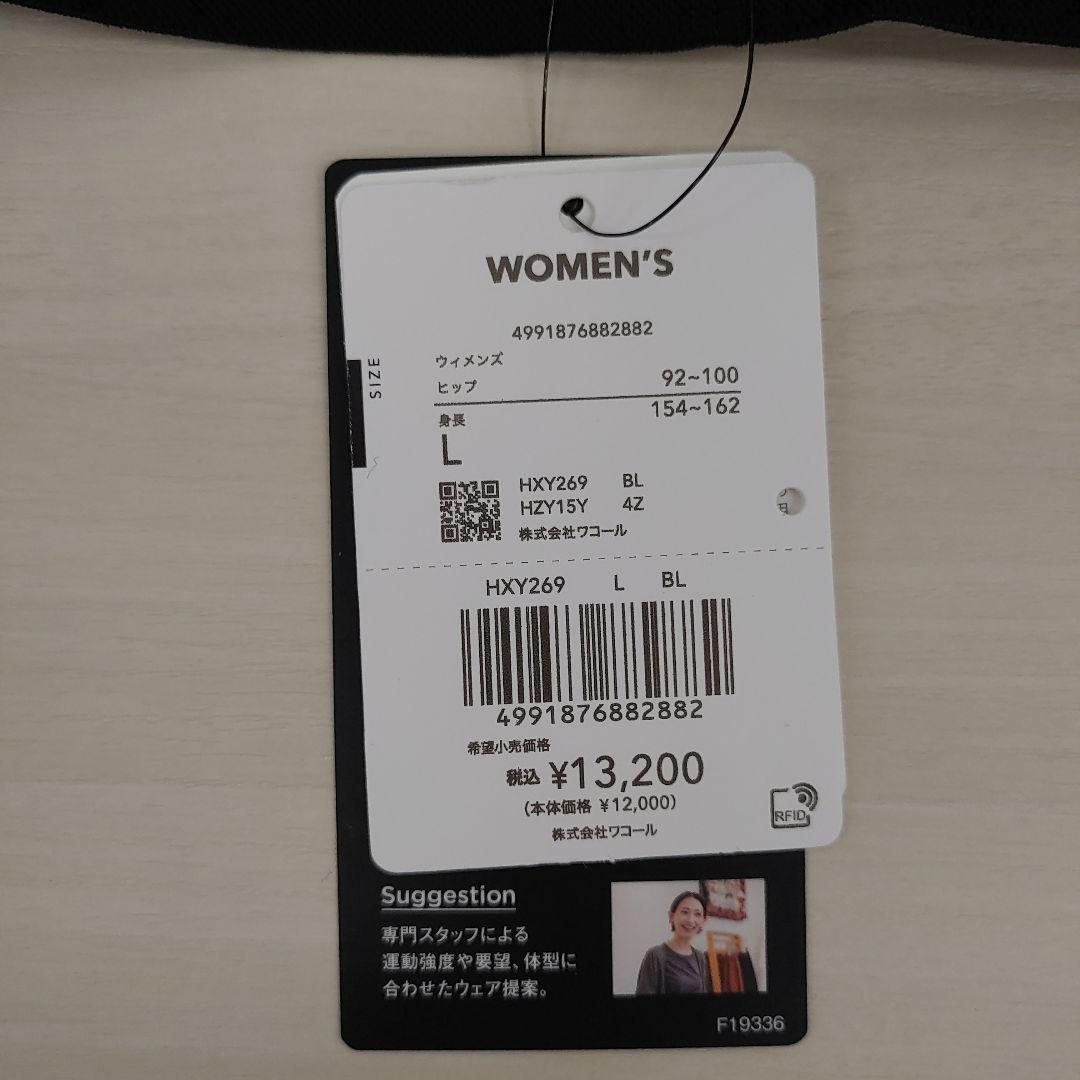 WOMEN'S
4991876882882
SIZE
ウィメンズ
ヒップ 92~100
身長 154~162
L
HXY269 BL
HZY15Y 4Z
株式会社ワコール
HXY269 L BL
4991876882882
希望小売価格
税込 ¥13,200
(本体価格 ¥12,000)
株式会社ワコール
RFID
Suggestion
専門スタッフによる
運動強度や要望、体型に
合わせたウェア提案。
F19336